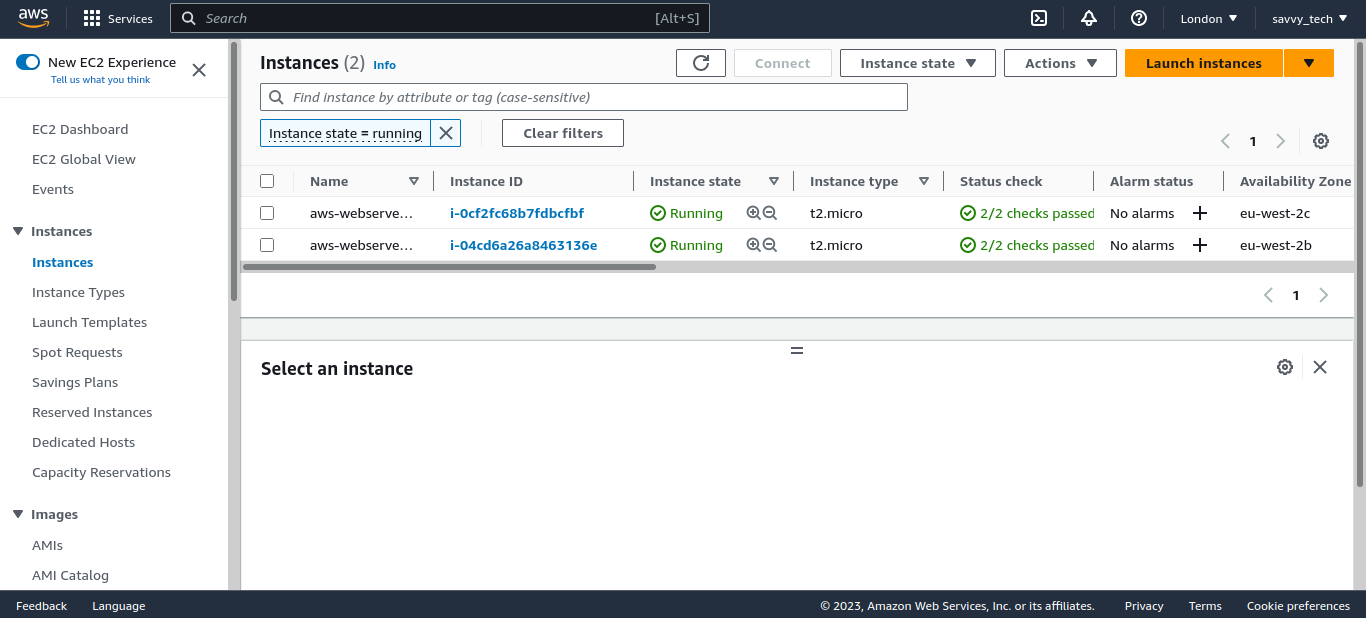 aws
Services
Search [Alt+S]
London
savvy_tech
New EC2 Experience
Tell us what you think
EC2 Dashboard
EC2 Global View
Events
Instances
Instances
Instance Types
Launch Templates
Spot Requests
Savings Plans
Reserved Instances
Dedicated Hosts
Capacity Reservations
Images
AMIs
AMI Catalog
Instances (2) Info
Connect
Instance state
Actions
Launch instances
Find instance by attribute or tag (case-sensitive)
Instance state = running
Clear filters
1
Name Instance ID Instance state Instance type Status check Alarm status Availability Zone
aws-webserve… i-0cf2fc68b7fdbcfbf Running t2.micro 2/2 checks passed No alarms eu-west-2c
aws-webserve… i-04cd6a26a8463136e Running t2.micro 2/2 checks passed No alarms eu-west-2b
1
Select an instance
Feedback Language © 2023, Amazon Web Services, Inc. or its affiliates. Privacy Terms Cookie preferences